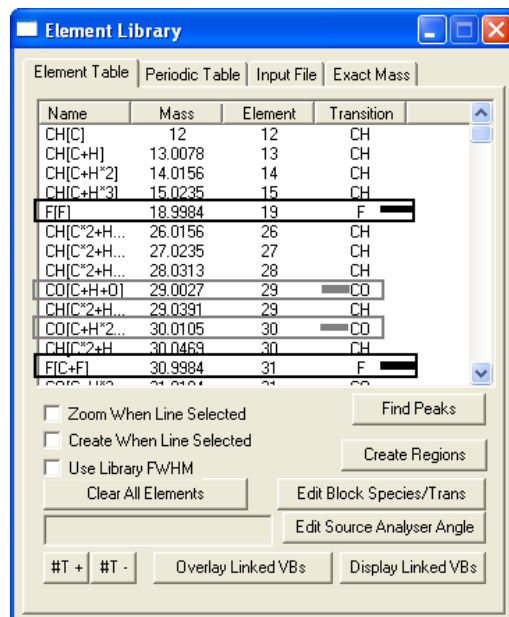 Element Library
Element Table Periodic Table Input File Exact Mass
Name Mass Element Transition
CH[C] 12 12 CH
CH[C+H] 13.0078 13 CH
CH[C+H*2] 14.0156 14 CH
CH[C+H*3] 15.0235 15 CH
F[F] 18.9984 19 F
CH[C*2+H... 26.0156 26 CH
CH[C*2+H... 27.0235 27 CH
CH[C*2+H... 28.0313 28 CH
CO[C+H+O] 29.0027 29 CO
CH[C*2+H... 29.0391 29 CH
CO[C+H*2... 30.0105 30 CO
CH[C*2+H 30.0469 30 CH
F[C+F] 30.9984 31 F
Zoom When Line Selected
Find Peaks
Create When Line Selected
Create Regions
Use Library FWHM
Clear All Elements Edit Block Species/Trans
Edit Source Analyser Angle
#T + #T - Overlay Linked VBs Display Linked VBs